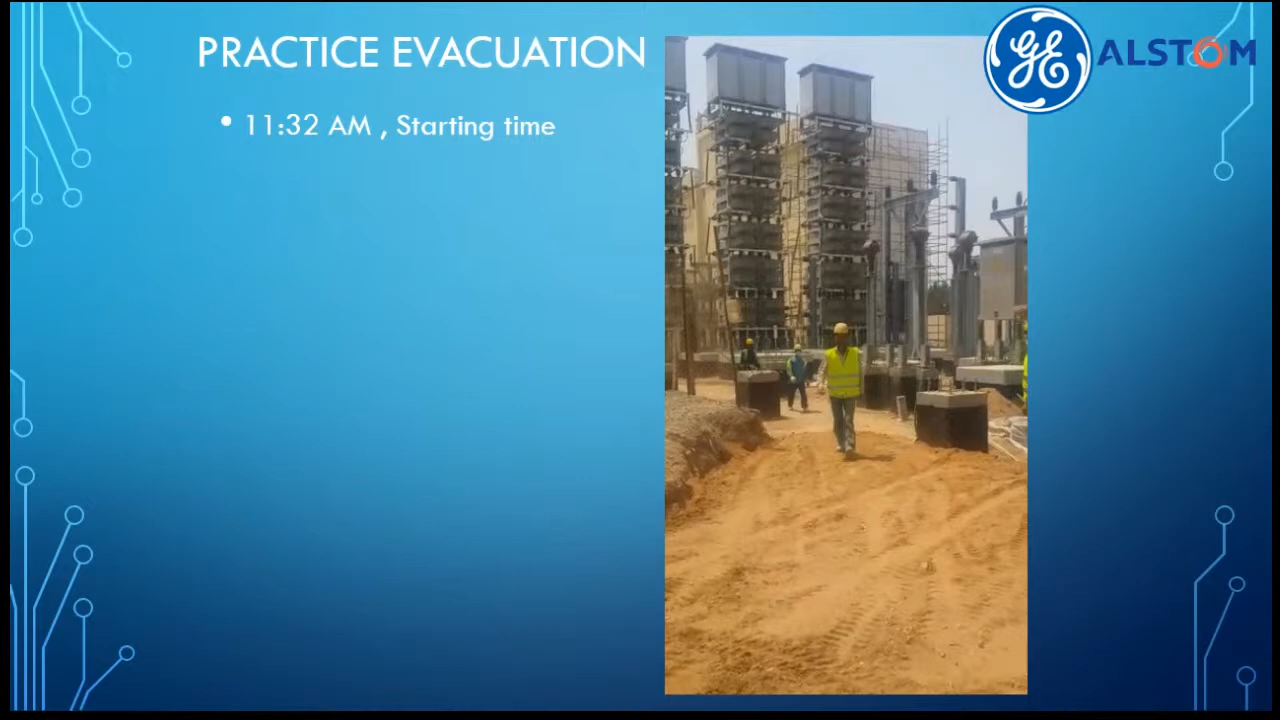 PRACTICE EVACUATION
• 11:32 AM , Starting time
GE ALSTOM